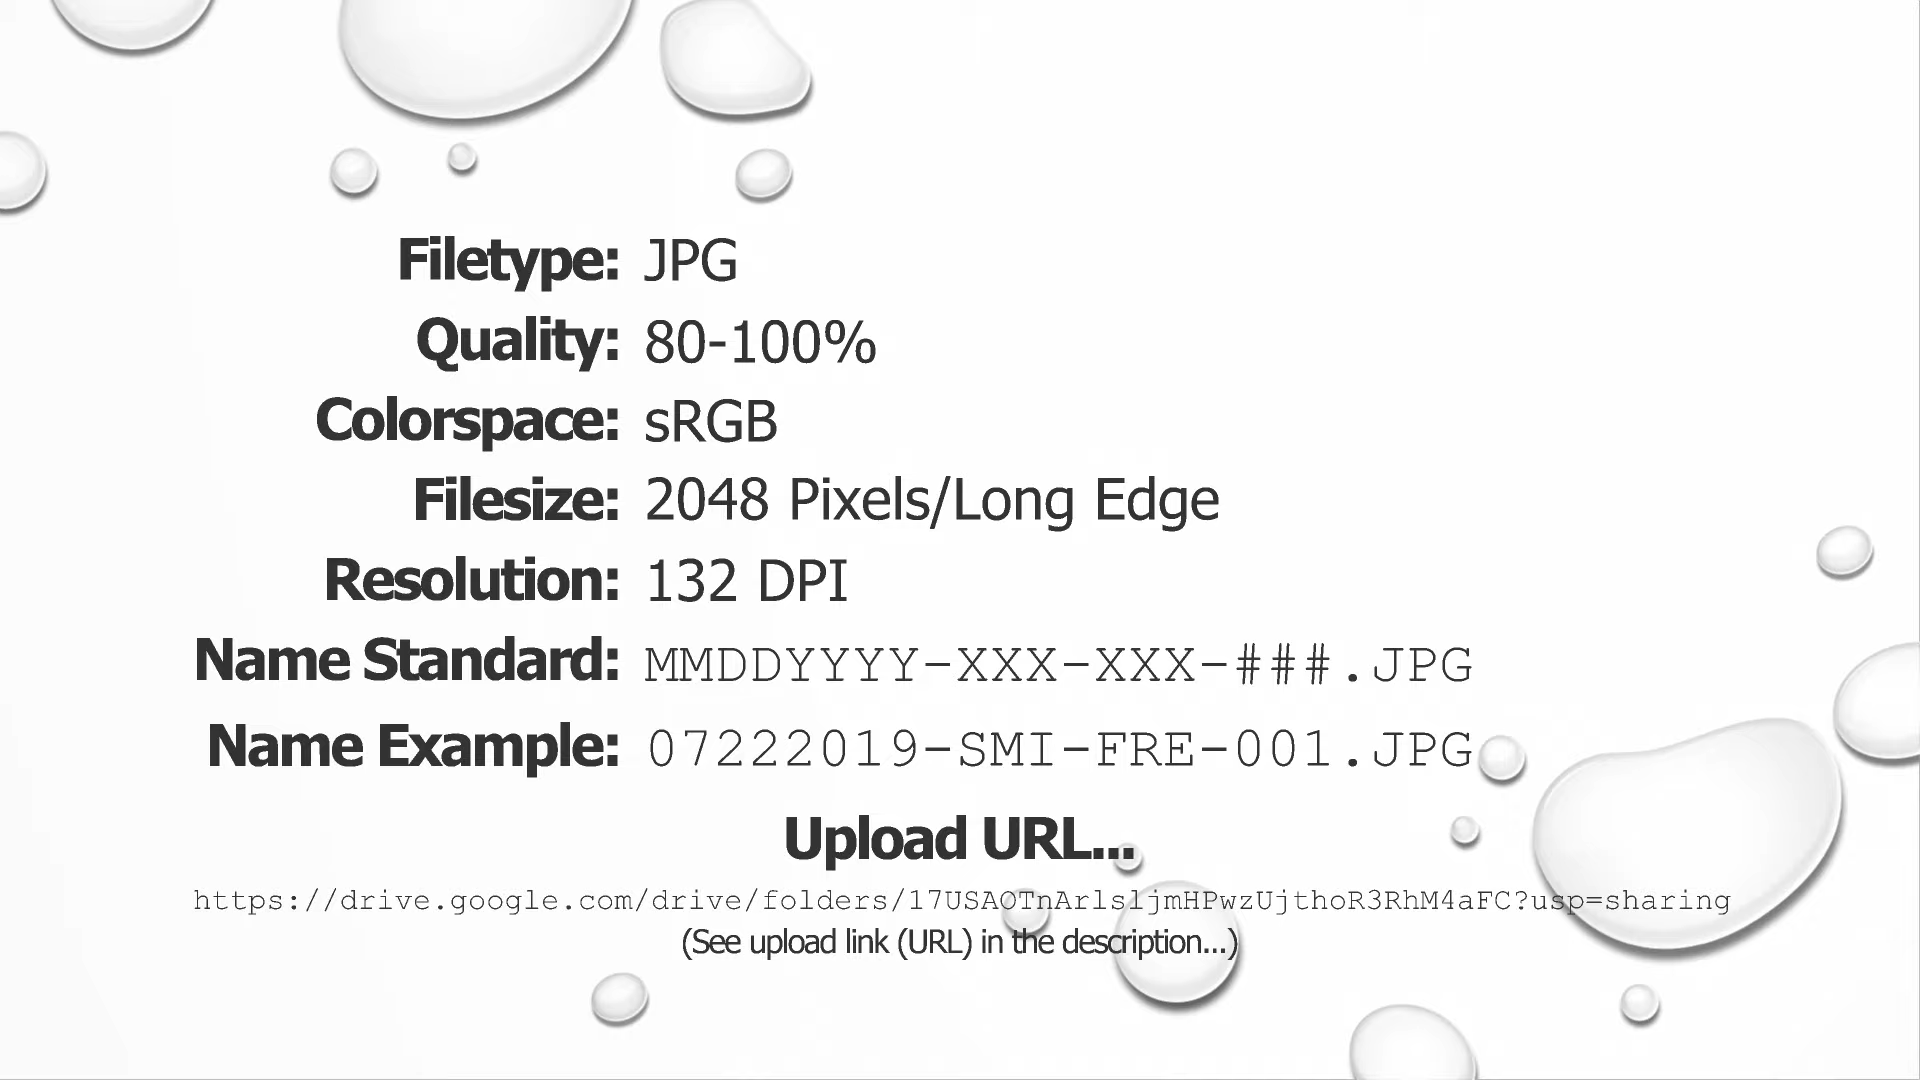 Filetype: JPG
Quality: 80-100%
Colorspace: sRGB
Filesize: 2048 Pixels/Long Edge
Resolution: 132 DPI
Name Standard: MMDDYYYY-XXX-XXX-###.JPG
Name Example: 07222019-SMI-FRE-001.JPG
Upload URL...
https://drive.google.com/drive/folders/17USAOTnArlsljmHPwzUjthoR3RhM4aFC?usp=sharing
(See upload link (URL) in the description...)